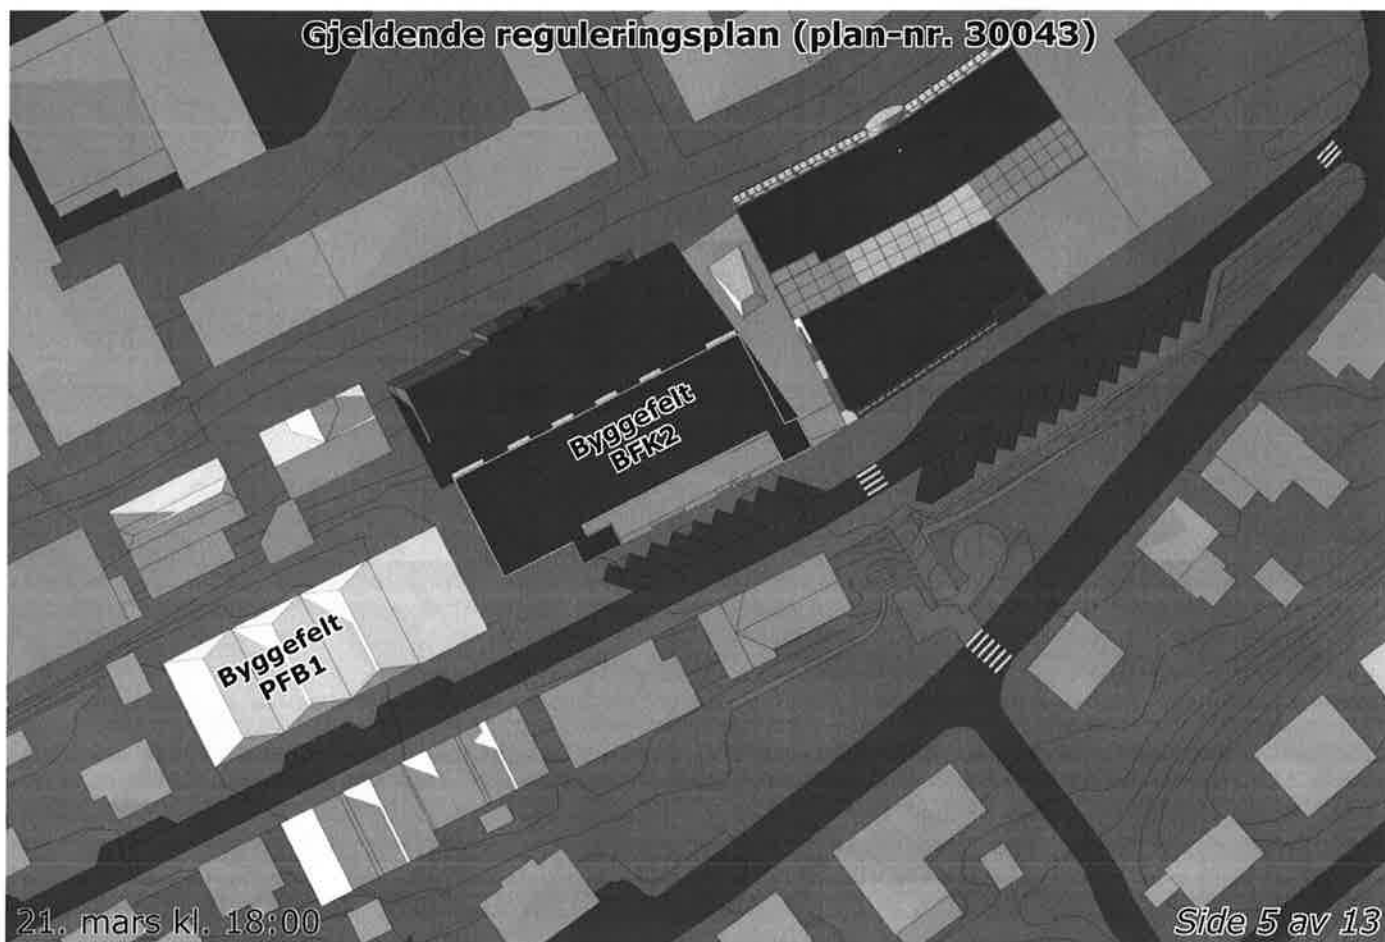 Gjeldende reguleringsplan (plan-nr. 30043)
Byggefelt
BFK2
Byggefelt
PFB1
21. mars kl. 18:00
Side 5 av 13